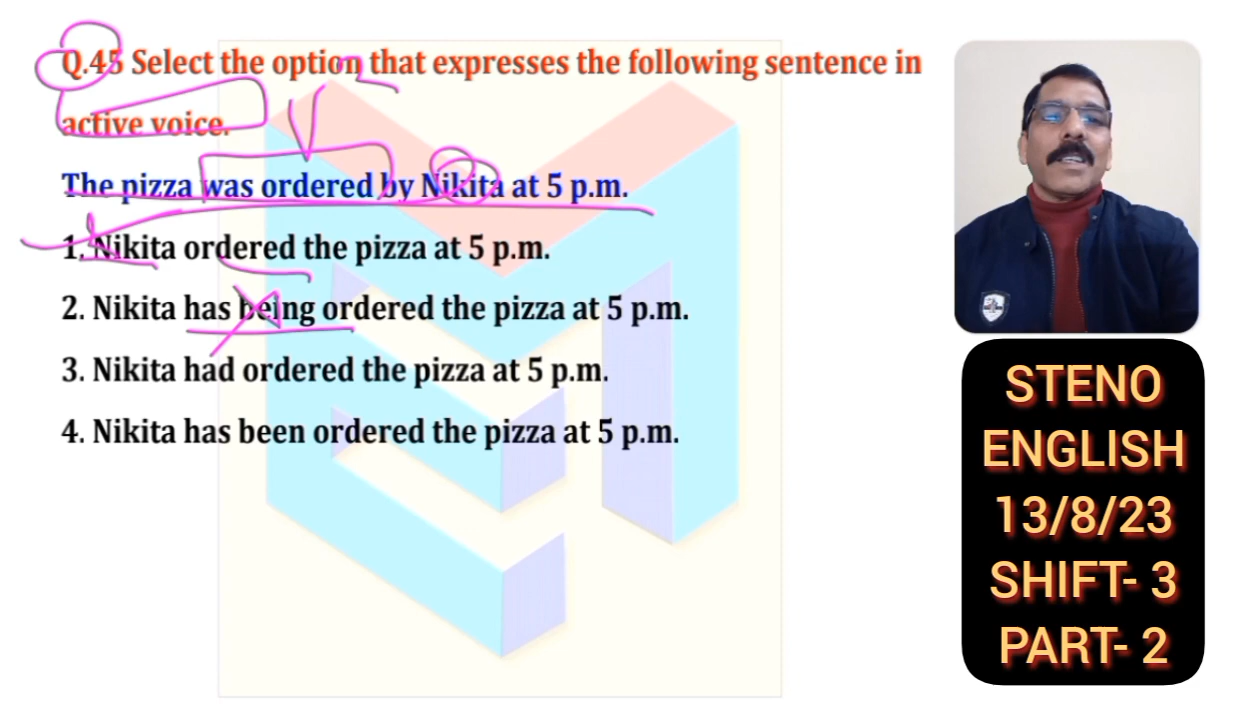 Q.45 Select the option that expresses the following sentence in
active voice.
The pizza was ordered by Nikita at 5 p.m.
1. Nikita ordered the pizza at 5 p.m.
2. Nikita has being ordered the pizza at 5 p.m.
3. Nikita had ordered the pizza at 5 p.m.
4. Nikita has been ordered the pizza at 5 p.m.
STENO
ENGLISH
13/8/23
SHIFT- 3
PART- 2